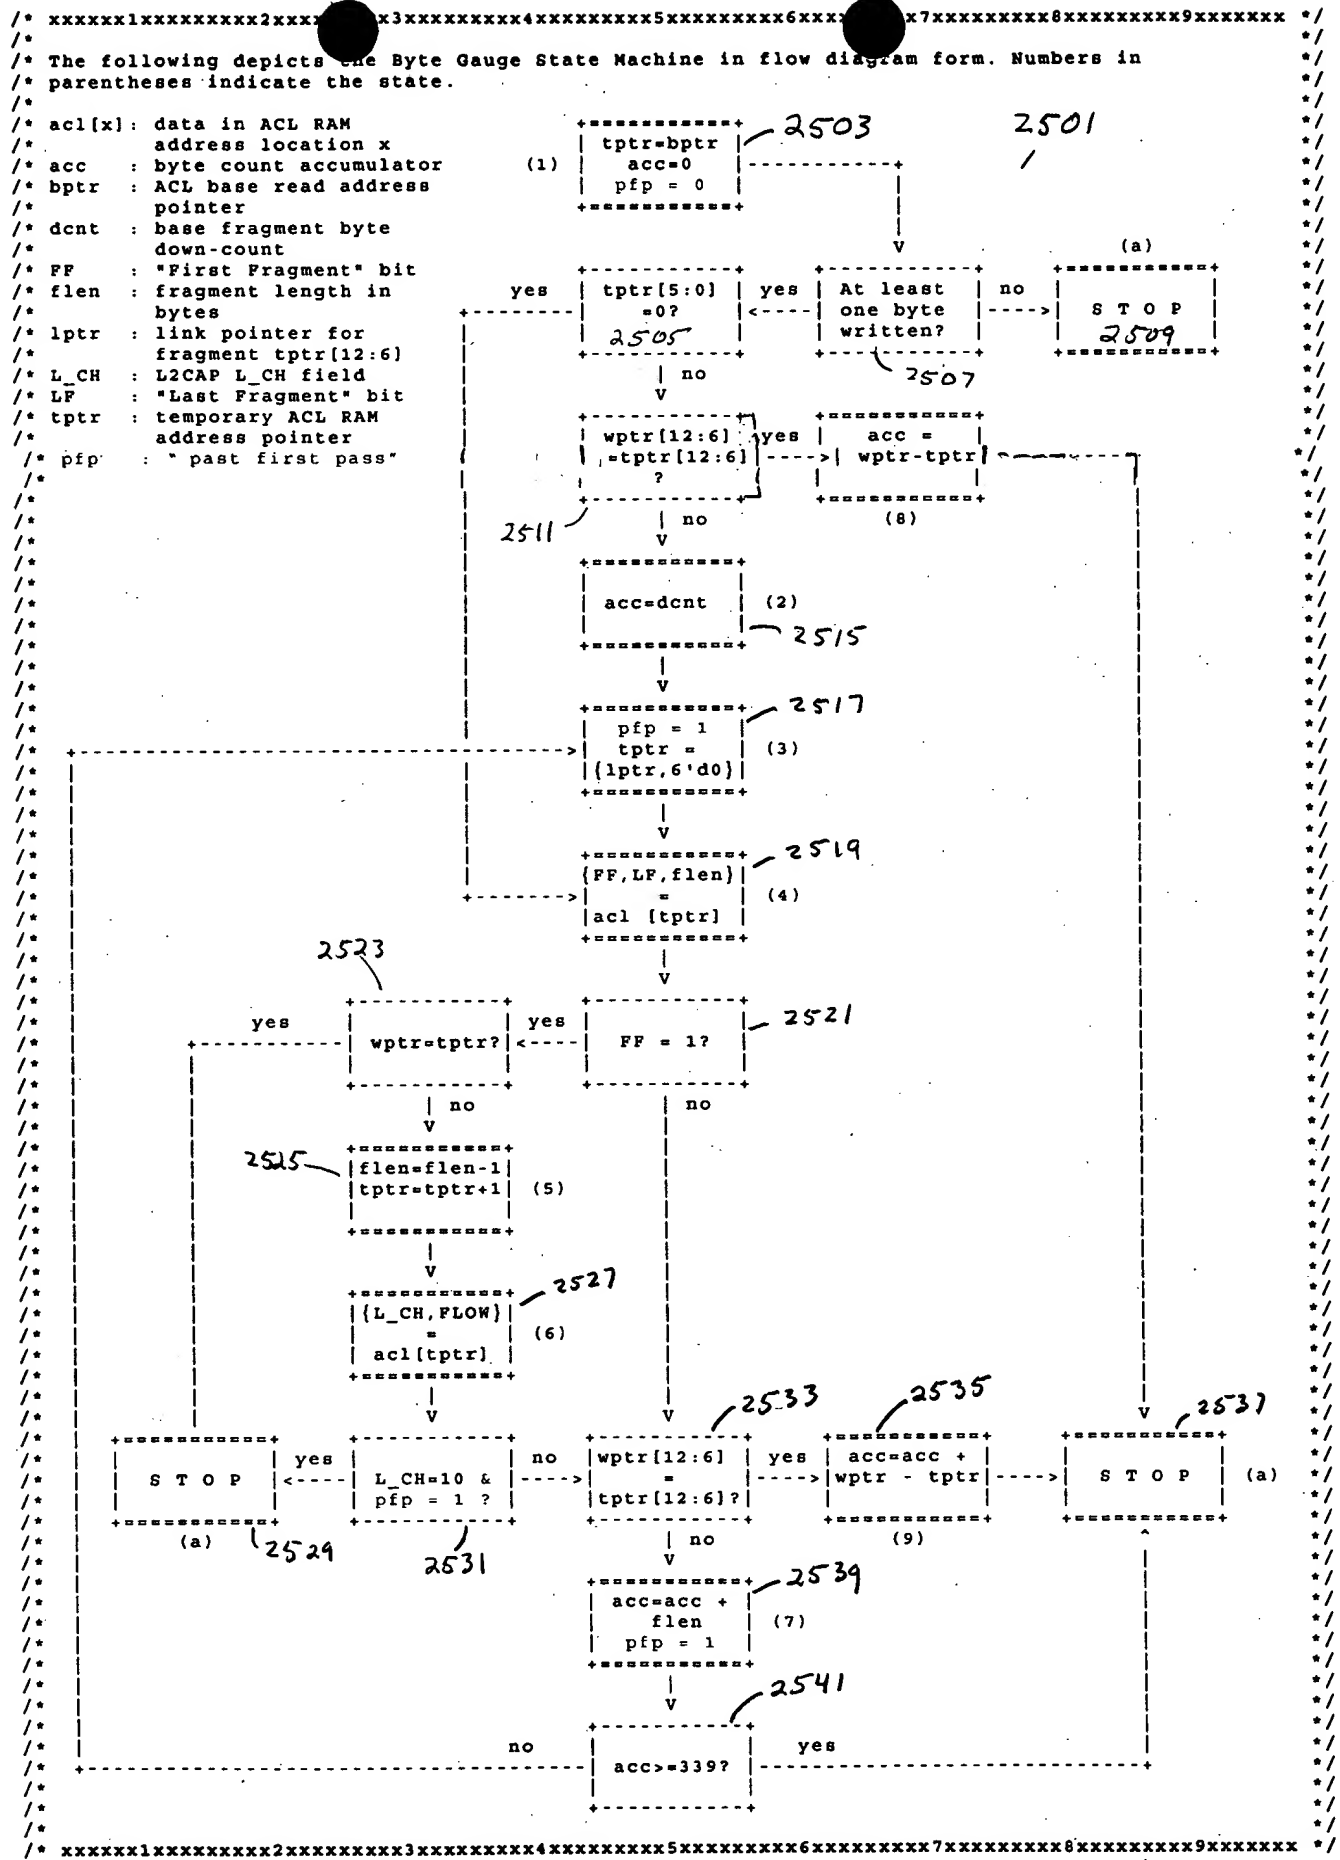 /* xxxxxx1xxxxxxxxx2xxxx x3xxxxxxxxx4xxxxxxxxx5xxxxxxxxx6xxxx x7xxxxxxxxx8xxxxxxxxx9xxxxxxx */
/* The following depicts the Byte Gauge State Machine in flow diagram form. Numbers in */
/* parentheses indicate the state. */
/* acl[x]: data in ACL RAM
/* address location x
/* acc : byte count accumulator
/* bptr : ACL base read address
/* pointer
/* dcnt : base fragment byte
/* down-count
/* FF : "First Fragment" bit
/* flen : fragment length in
/* bytes
/* lptr : link pointer for
/* fragment tptr[12:6]
/* L_CH : L2CAP L_CH field
/* LF : "Last Fragment" bit
/* tptr : temporary ACL RAM
/* address pointer
/* pfp : " past first pass"
2501
(1)
tptr=bptr
acc=0
pfp = 0
2503
At least
one byte
written?
2507
no
(a)
S T O P
2509
yes
tptr[5:0]
=0?
2505
yes
no
wptr[12:6]
=tptr[12:6]
?
2511
yes
acc =
wptr-tptr
(8)
no
acc=dcnt
(2)
2515
pfp = 1
tptr =
{lptr,6'd0}
(3)
2517
{FF,LF,flen}
=
acl [tptr]
(4)
2519
FF = 1?
2521
yes
2523
wptr=tptr?
yes
no
no
2525
flen=flen-1
tptr=tptr+1
(5)
{L_CH,FLOW}
=
acl[tptr]
(6)
2527
S T O P
(a)
2529
yes
L_CH=10 &
pfp = 1 ?
2531
no
wptr[12:6]
=
tptr[12:6]?
2533
yes
acc=acc +
wptr - tptr
(9)
2535
S T O P
(a)
2537
no
acc=acc +
flen
pfp = 1
(7)
2539
acc>=339?
2541
no
yes
/* xxxxxx1xxxxxxxxx2xxxxxxxxx3xxxxxxxxx4xxxxxxxxx5xxxxxxxxx6xxxxxxxxx7xxxxxxxxx8xxxxxxxxx9xxxxxxx */